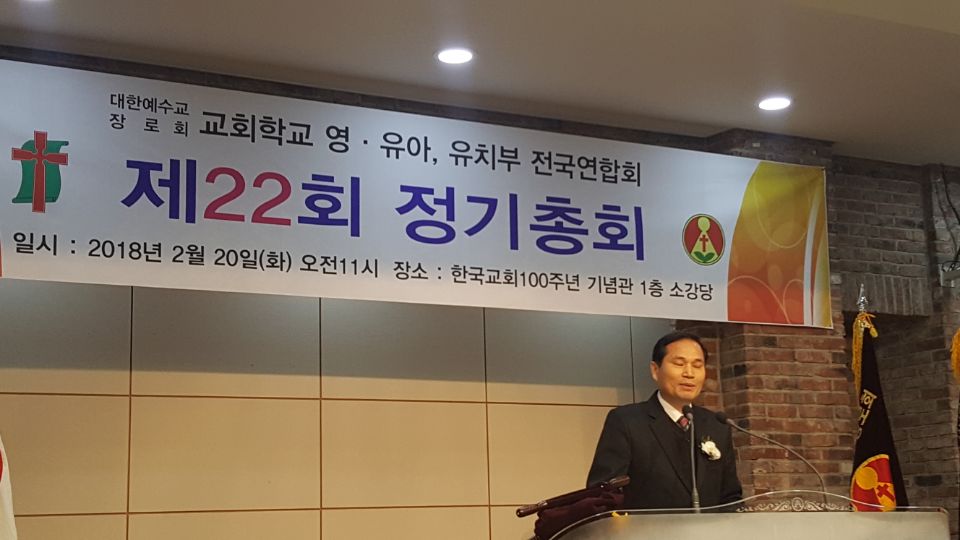 대한예수교
장로회 교회학교 영·유아, 유치부 전국연합회
제22회 정기총회
일시 : 2018년 2월 20일(화) 오전11시 장소 : 한국교회100주년 기념관 1층 소강당